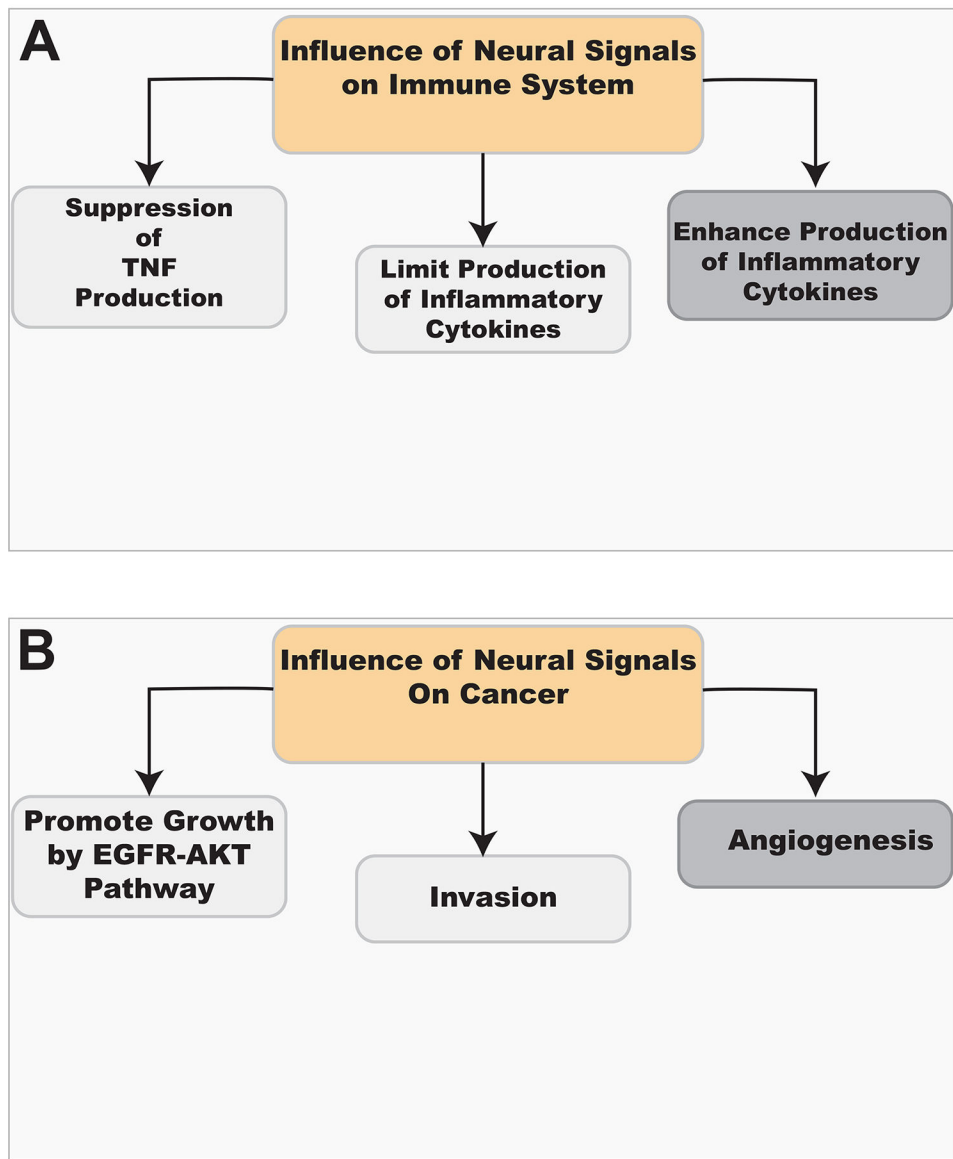 A
Influence of Neural Signals
on Immune System
Suppression
of
TNF
Production
Limit Production
of Inflammatory
Cytokines
Enhance Production
of Inflammatory
Cytokines
B
Influence of Neural Signals
On Cancer
Promote Growth
by EGFR-AKT
Pathway
Invasion
Angiogenesis